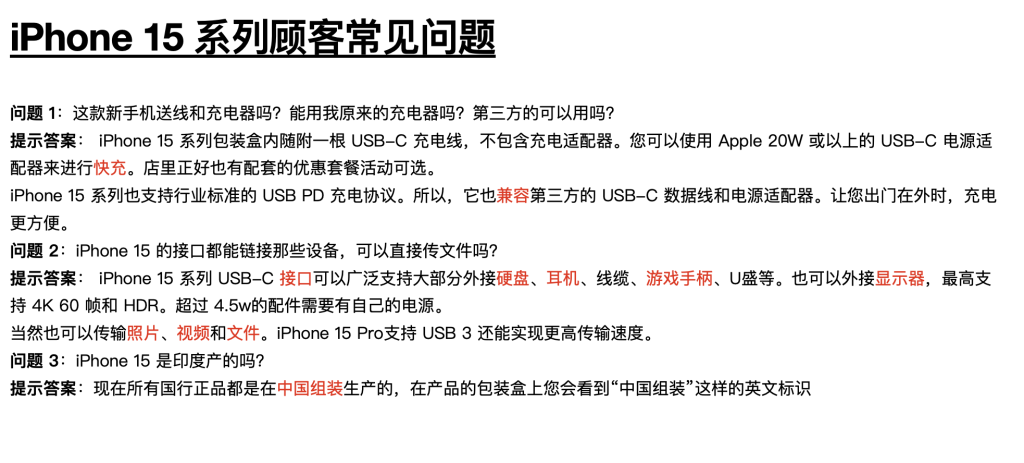 iPhone 15 系列顾客常见问题
问题 1：这款新手机送线和充电器吗？能用我原来的充电器吗？第三方的可以用吗？
提示答案： iPhone 15 系列包装盒内随附一根 USB-C 充电线，不包含充电适配器。您可以使用 Apple 20W 或以上的 USB-C 电源适
配器来进行快充。店里正好也有配套的优惠套餐活动可选。
iPhone 15 系列也支持行业标准的 USB PD 充电协议。所以，它也兼容第三方的 USB-C 数据线和电源适配器。让您出门在外时，充电
更方便。
问题 2：iPhone 15 的接口都能链接那些设备，可以直接传文件吗？
提示答案： iPhone 15 系列 USB-C 接口可以广泛支持大部分外接硬盘、耳机、线缆、游戏手柄、U盛等。也可以外接显示器，最高支
持 4K 60 帧和 HDR。超过 4.5w的配件需要有自己的电源。
当然也可以传输照片、视频和文件。iPhone 15 Pro支持 USB 3 还能实现更高传输速度。
问题 3：iPhone 15 是印度产的吗？
提示答案：现在所有国行正品都是在中国组装生产的，在产品的包装盒上您会看到“中国组装”这样的英文标识